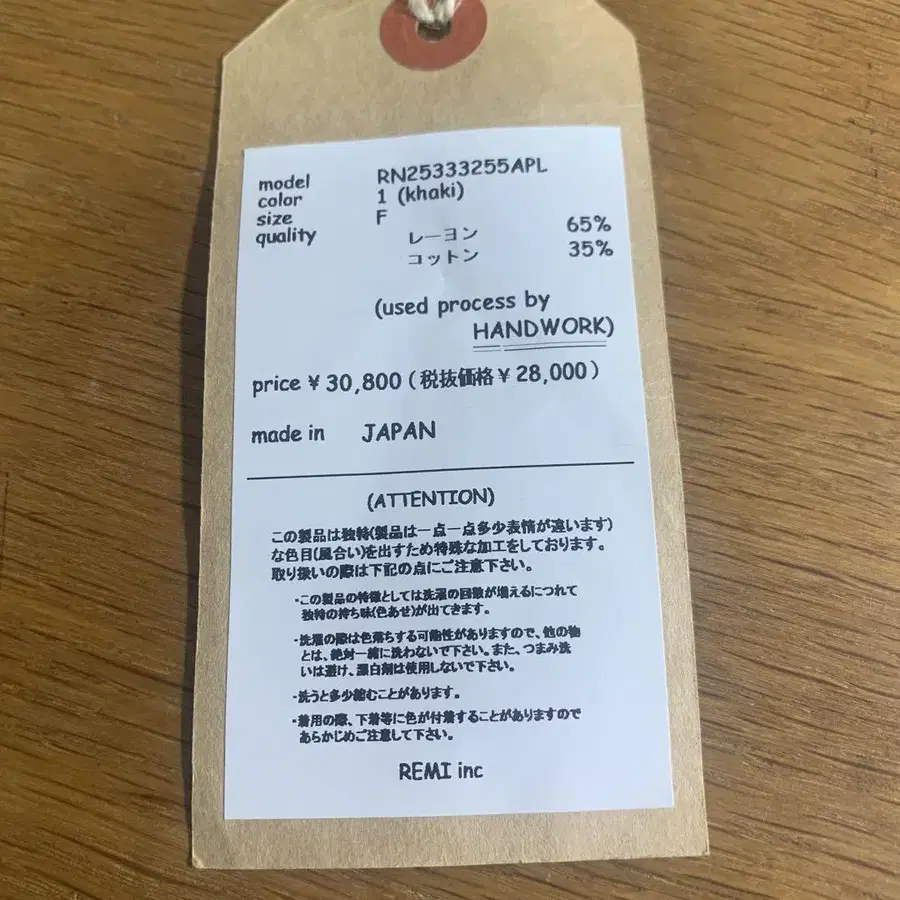 model RN25333255APL
color 1 (khaki)
size F
quality レーヨン 65%
コットン 35%
(used process by
HANDWORK)
price ¥ 30,800 (税抜価格 ¥ 28,000)
made in JAPAN
(ATTENTION)
この製品は独特(製品は一点一点多少表情が違います)
な色目(風合い)を出すため特殊な加工をしております。
取り扱いの際は下記の点にご注意下さい。
・この製品の特徴としては洗濯の回数が増えるにつれて
独特の持ち味(色あせ)が出てきます。
・洗濯の際は色落ちする可能性がありますので、他の物
とは、絶対一緒に洗わないで下さい。また、つまみ洗
いは避け、漂白剤は使用しないで下さい。
・洗うと多少縮むことがあります。
・着用の際、下着等に色が付着することがありますので
あらかじめご注意して下さい。
REMI inc